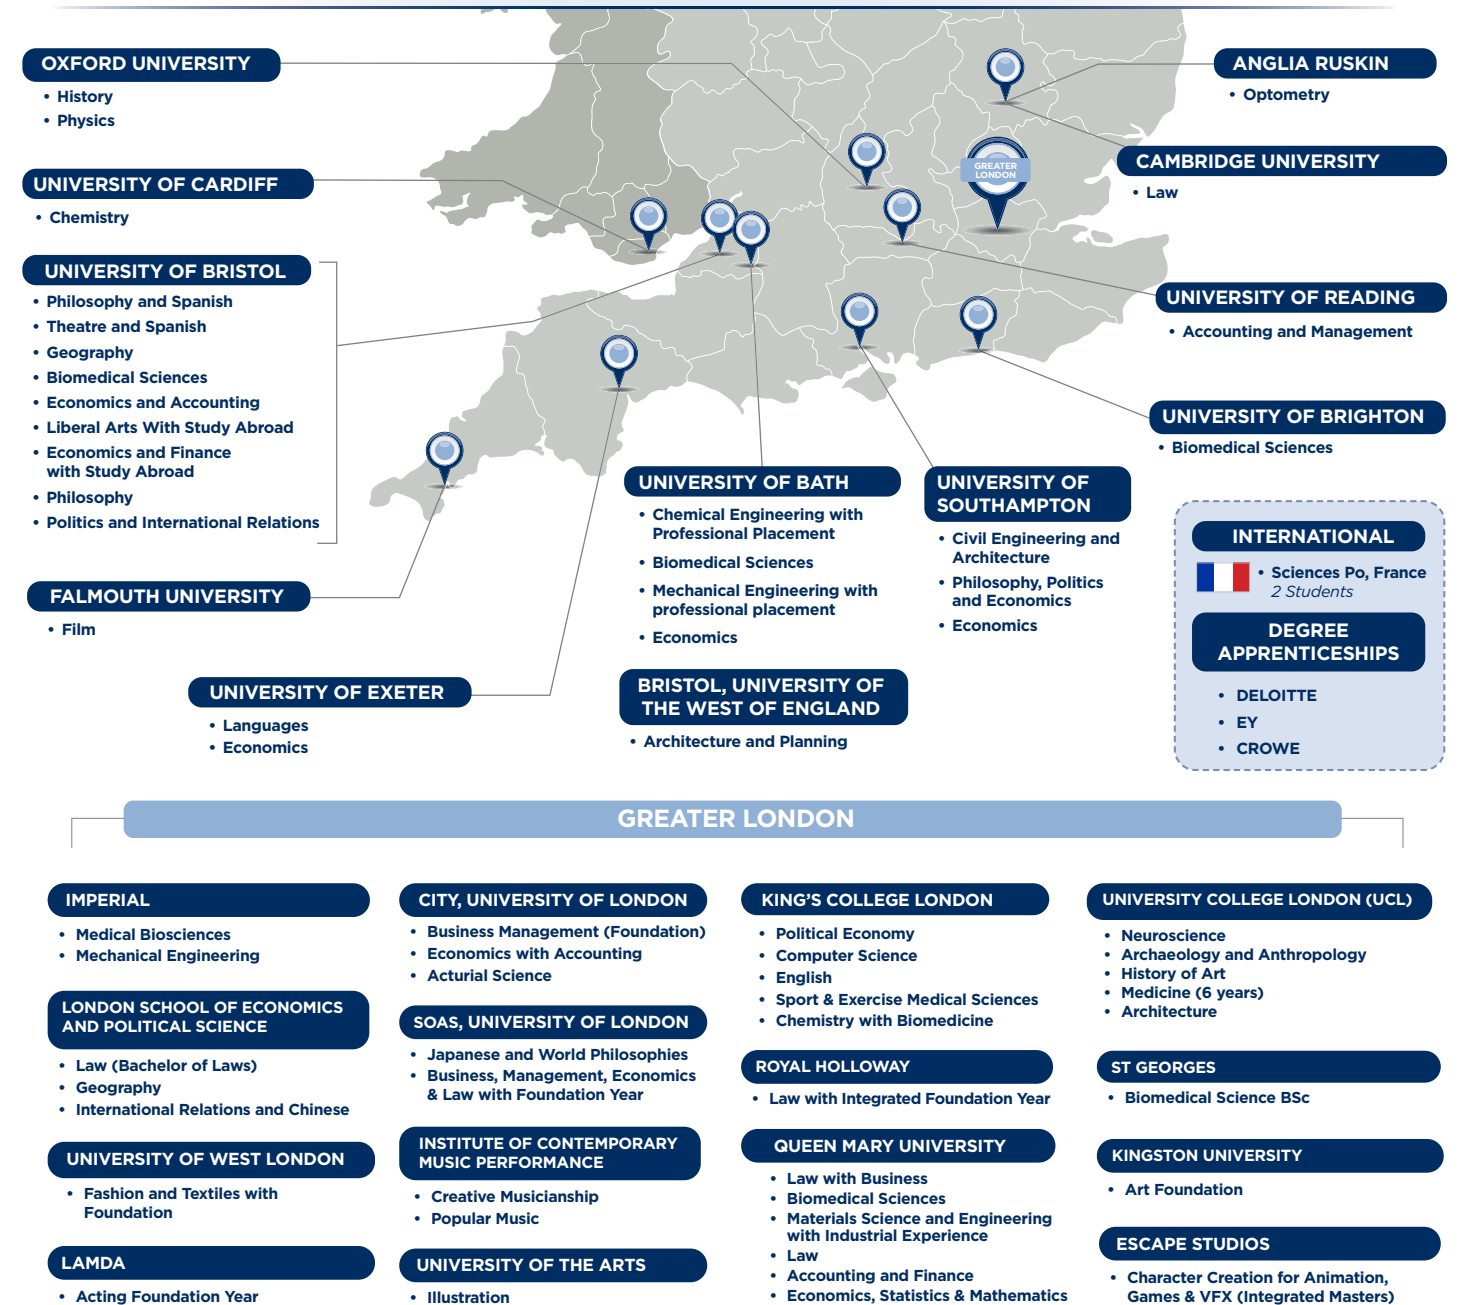 OXFORD UNIVERSITY
• History
• Physics
UNIVERSITY OF CARDIFF
• Chemistry
UNIVERSITY OF BRISTOL
• Philosophy and Spanish
• Theatre and Spanish
• Geography
• Biomedical Sciences
• Economics and Accounting
• Liberal Arts With Study Abroad
• Economics and Finance
with Study Abroad
• Philosophy
• Politics and International Relations
FALMOUTH UNIVERSITY
• Film
UNIVERSITY OF EXETER
• Languages
• Economics
GREATER
LONDON
UNIVERSITY OF BATH
• Chemical Engineering with
Professional Placement
• Biomedical Sciences
• Mechanical Engineering with
professional placement
• Economics
BRISTOL, UNIVERSITY OF
THE WEST OF ENGLAND
• Architecture and Planning
UNIVERSITY OF
SOUTHAMPTON
• Civil Engineering and
Architecture
• Philosophy, Politics
and Economics
• Economics
ANGLIA RUSKIN
• Optometry
CAMBRIDGE UNIVERSITY
• Law
UNIVERSITY OF READING
• Accounting and Management
UNIVERSITY OF BRIGHTON
• Biomedical Sciences
INTERNATIONAL
• Sciences Po, France
2 Students
DEGREE
APPRENTICESHIPS
• DELOITTE
• EY
• CROWE
GREATER LONDON
IMPERIAL
• Medical Biosciences
• Mechanical Engineering
LONDON SCHOOL OF ECONOMICS
AND POLITICAL SCIENCE
• Law (Bachelor of Laws)
• Geography
• International Relations and Chinese
UNIVERSITY OF WEST LONDON
• Fashion and Textiles with
Foundation
LAMDA
• Acting Foundation Year
CITY, UNIVERSITY OF LONDON
• Business Management (Foundation)
• Economics with Accounting
• Acturial Science
SOAS, UNIVERSITY OF LONDON
• Japanese and World Philosophies
• Business, Management, Economics
& Law with Foundation Year
INSTITUTE OF CONTEMPORARY
MUSIC PERFORMANCE
• Creative Musicianship
• Popular Music
UNIVERSITY OF THE ARTS
• Illustration
KING'S COLLEGE LONDON
• Political Economy
• Computer Science
• English
• Sport & Exercise Medical Sciences
• Chemistry with Biomedicine
ROYAL HOLLOWAY
• Law with Integrated Foundation Year
QUEEN MARY UNIVERSITY
• Law with Business
• Biomedical Sciences
• Materials Science and Engineering
with Industrial Experience
• Law
• Accounting and Finance
• Economics, Statistics & Mathematics
UNIVERSITY COLLEGE LONDON (UCL)
• Neuroscience
• Archaeology and Anthropology
• History of Art
• Medicine (6 years)
• Architecture
ST GEORGES
• Biomedical Science BSc
KINGSTON UNIVERSITY
• Art Foundation
ESCAPE STUDIOS
• Character Creation for Animation,
Games & VFX (Integrated Masters)